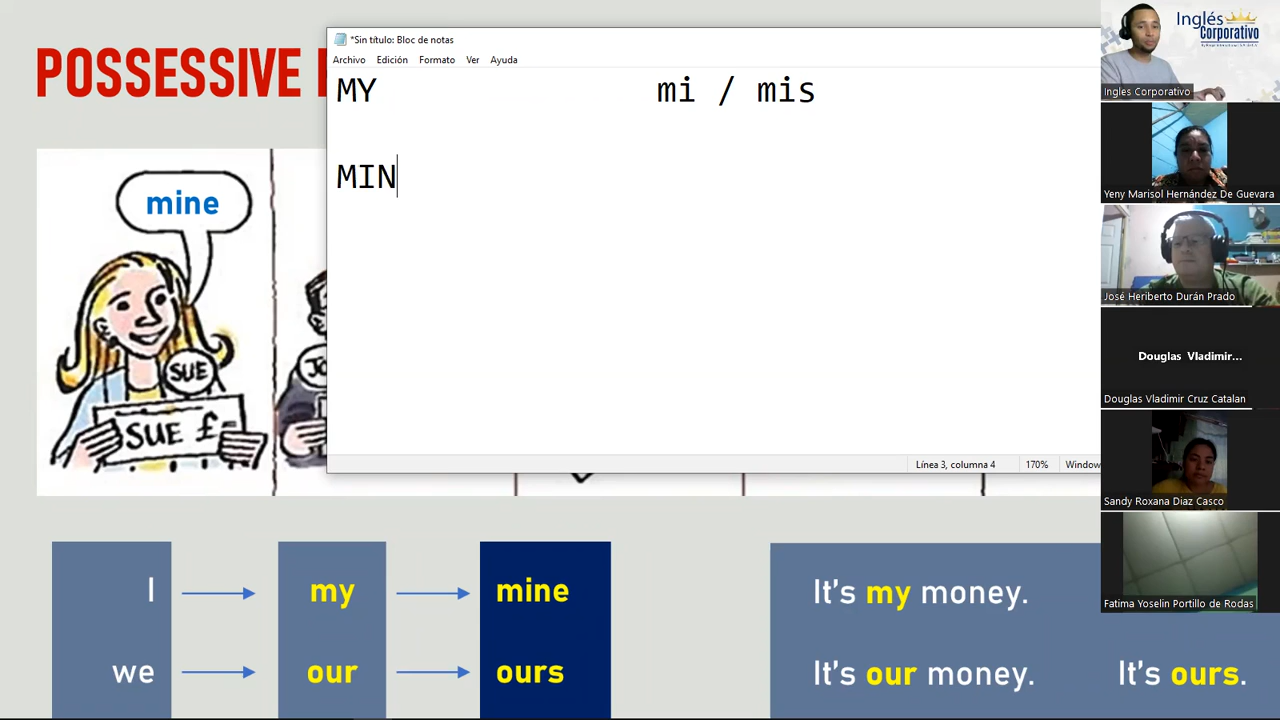 POSSESSIVE
*Sin título: Bloc de notas
Archivo Edición Formato Ver Ayuda
MY mi / mis
MIN
Línea 3, columna 4 170% Window
mine
SUE
SUE £
I my mine
we our ours
It's my money.
It's our money. It's ours.
Inglés
Corporativo
Ingles Corporativo
Yeny Marisol Hernández De Guevara
José Heriberto Durán Prado
Douglas Vladimir...
Douglas Vladimir Cruz Catalan
Sandy Roxana Diaz Casco
Fatima Yoselin Portillo de Rodas